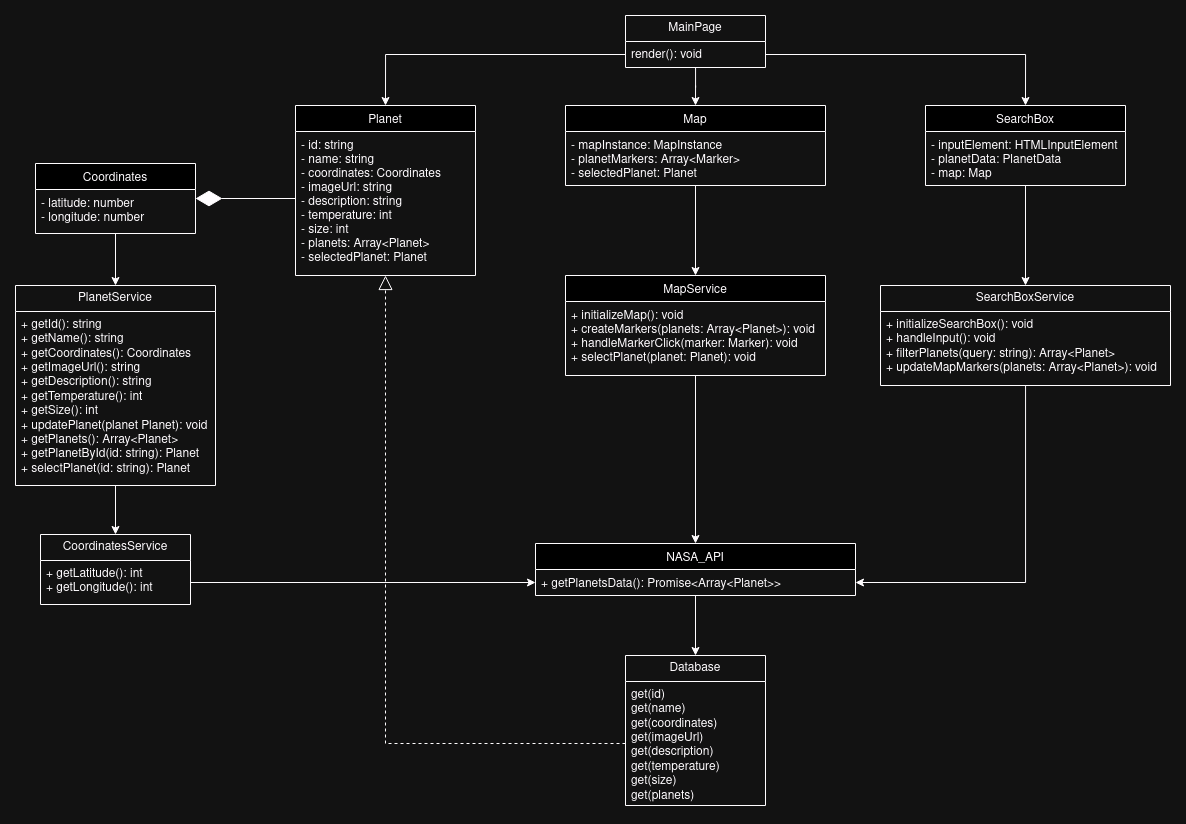 MainPage
render(): void
Planet
- id: string
- name: string
- coordinates: Coordinates
- imageUrl: string
- description: string
- temperature: int
- size: int
- planets: Array<Planet>
- selectedPlanet: Planet
Map
- mapInstance: MapInstance
- planetMarkers: Array<Marker>
- selectedPlanet: Planet
SearchBox
- inputElement: HTMLInputElement
- planetData: PlanetData
- map: Map
Coordinates
- latitude: number
- longitude: number
PlanetService
+ getId(): string
+ getName(): string
+ getCoordinates(): Coordinates
+ getImageUrl(): string
+ getDescription(): string
+ getTemperature(): int
+ getSize(): int
+ updatePlanet(planet Planet): void
+ getPlanets(): Array<Planet>
+ getPlanetById(id: string): Planet
+ selectPlanet(id: string): Planet
MapService
+ initializeMap(): void
+ createMarkers(planets: Array<Planet>): void
+ handleMarkerClick(marker: Marker): void
+ selectPlanet(planet: Planet): void
SearchBoxService
+ initializeSearchBox(): void
+ handleInput(): void
+ filterPlanets(query: string): Array<Planet>
+ updateMapMarkers(planets: Array<Planet>): void
CoordinatesService
+ getLatitude(): int
+ getLongitude(): int
NASA_API
+ getPlanetsData(): Promise<Array<Planet>>
Database
get(id)
get(name)
get(coordinates)
get(imageUrl)
get(description)
get(temperature)
get(size)
get(planets)